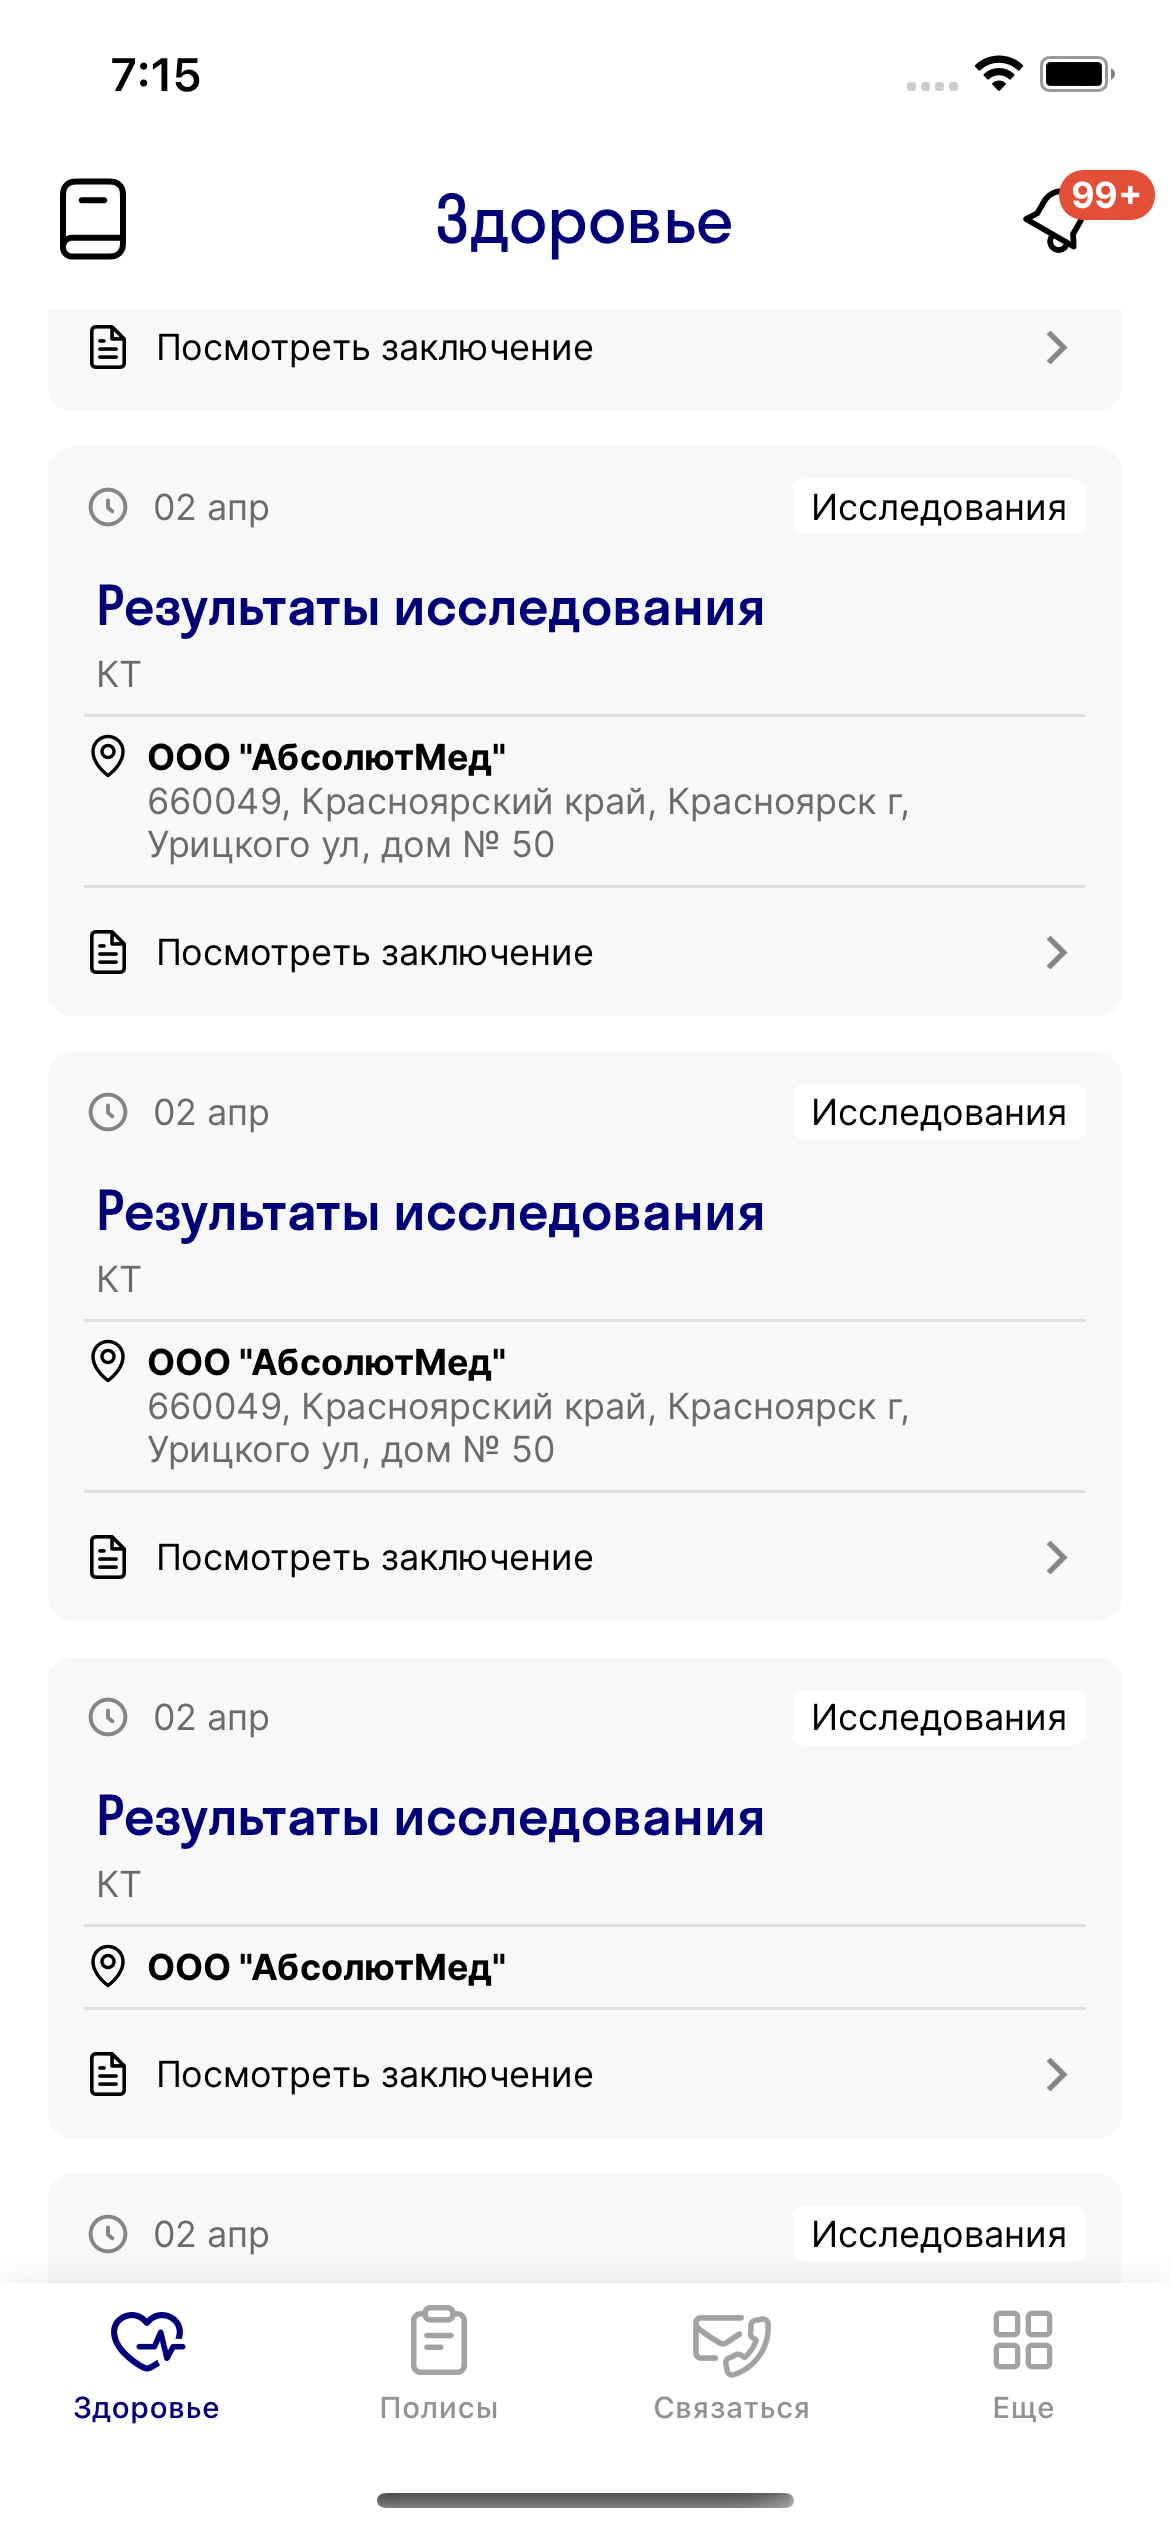 7:15
Здоровье
99+
Посмотреть заключение
02 апр
Исследования
Результаты исследования
КТ
ООО "АбсолютМед"
660049, Красноярский край, Красноярск г,
Урицкого ул, дом № 50
Посмотреть заключение
02 апр
Исследования
Результаты исследования
КТ
ООО "АбсолютМед"
660049, Красноярский край, Красноярск г,
Урицкого ул, дом № 50
Посмотреть заключение
02 апр
Исследования
Результаты исследования
КТ
ООО "АбсолютМед"
Посмотреть заключение
02 апр
Исследования
Здоровье
Полисы
Связаться
Еще